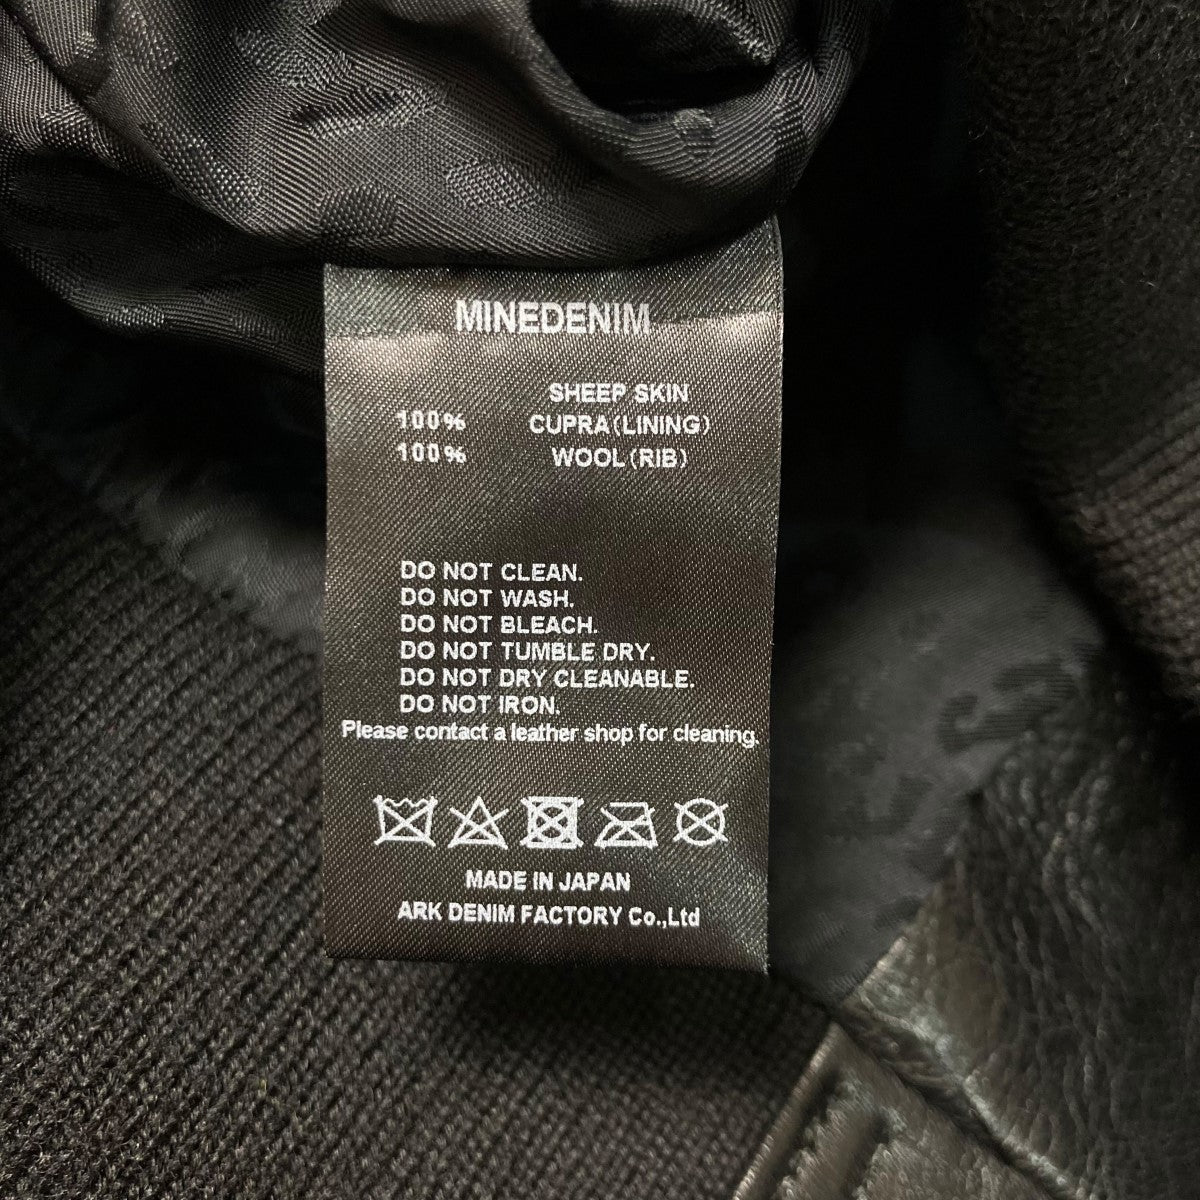 MINEDENIM
SHEEP SKIN
100% CUPRA(LINING)
100% WOOL(RIB)
DO NOT CLEAN.
DO NOT WASH.
DO NOT BLEACH.
DO NOT TUMBLE DRY.
DO NOT DRY CLEANABLE.
DO NOT IRON.
Please contact a leather shop for cleaning.
MADE IN JAPAN
ARK DENIM FACTORY Co.,Ltd